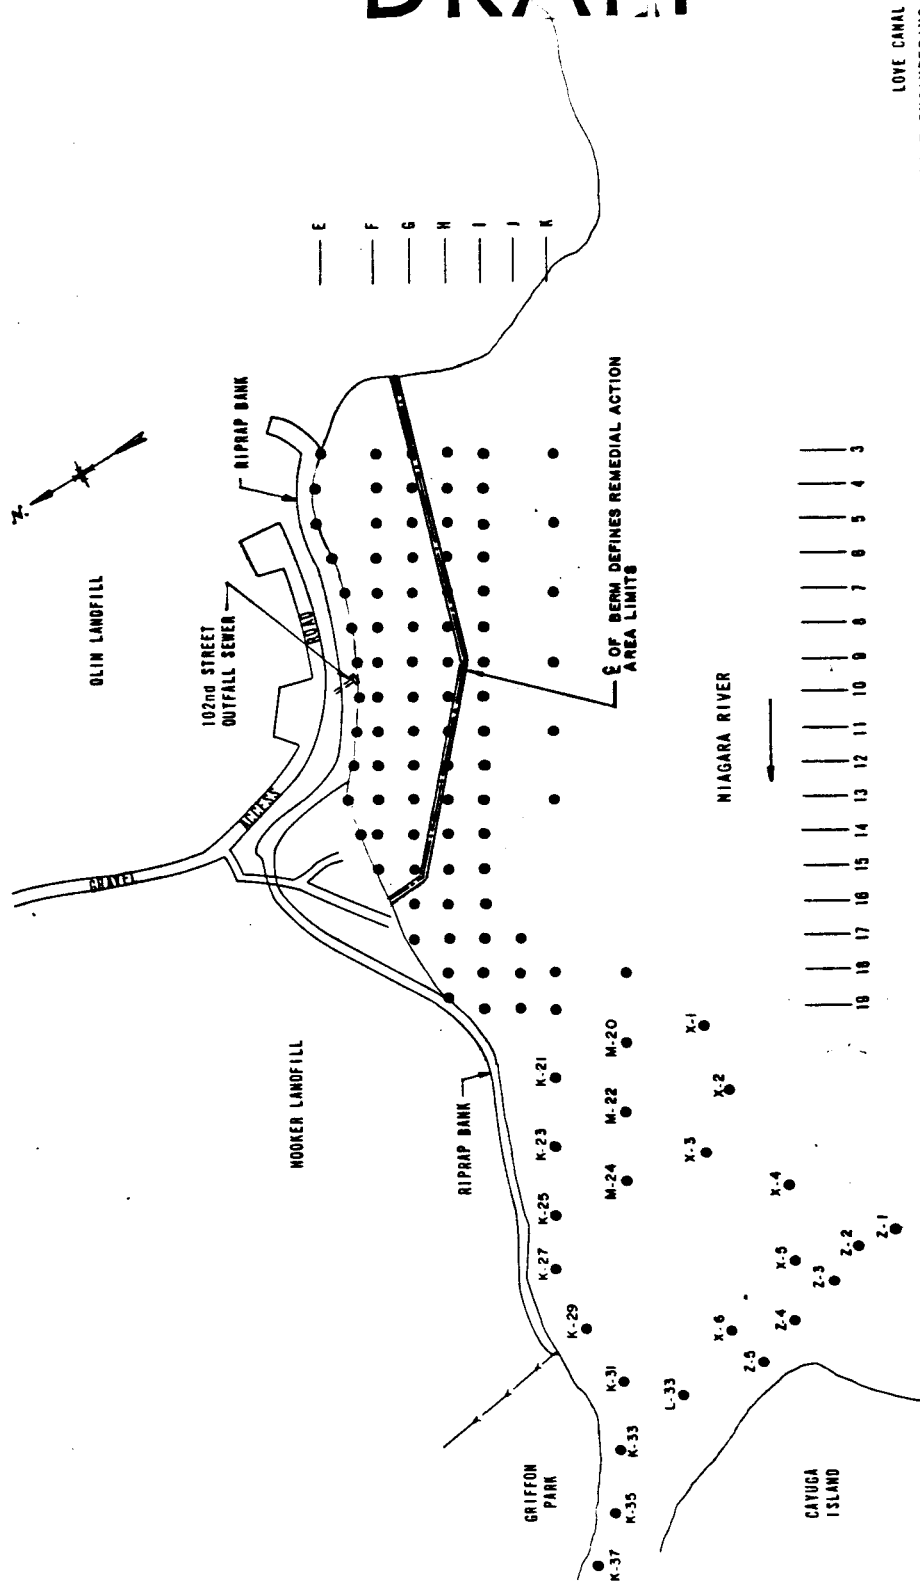 DRAFT
LOVE CANAL
E
F
G
H
I
J
K
RIPRAP BANK
N
OLIN LANDFILL
102nd STREET
OUTFALL SEWER
ROAD
ACCESS
GRAVEL
℄ OF BERM DEFINES REMEDIAL ACTION
AREA LIMITS
NIAGARA RIVER
3
4
5
6
7
8
9
10
11
12
13
14
15
16
17
18
19
HOOKER LANDFILL
RIPRAP BANK
K-21
K-23
K-25
K-27
K-29
K-31
K-33
K-35
K-37
M-20
M-22
M-24
L-33
X-1
X-2
X-3
X-4
X-5
X-6
Z-1
Z-2
Z-3
Z-4
Z-5
GRIFFON
PARK
CAYUGA
ISLAND